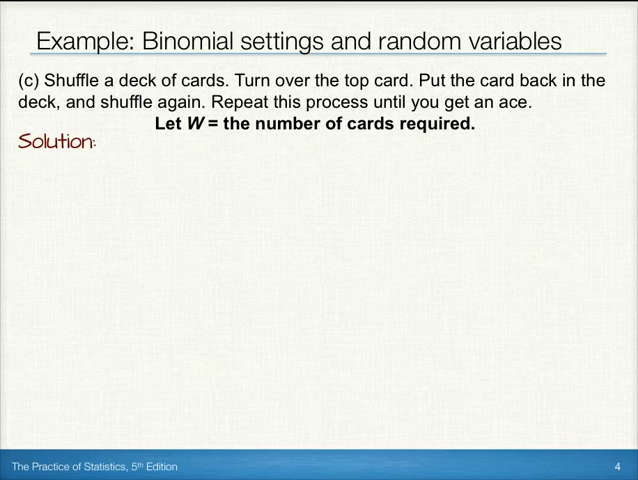 Example: Binomial settings and random variables
(c) Shuffle a deck of cards. Turn over the top card. Put the card back in the
deck, and shuffle again. Repeat this process until you get an ace.
Let W = the number of cards required.
Solution:
The Practice of Statistics, 5th Edition
4